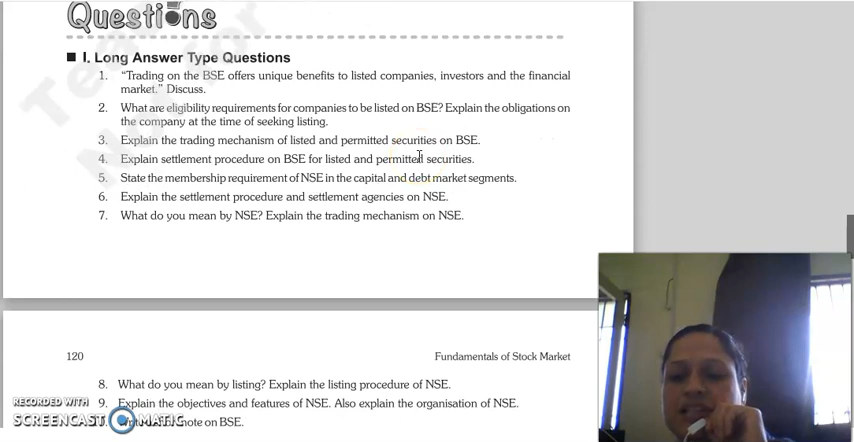 Questions
I. Long Answer Type Questions
1. “Trading on the BSE offers unique benefits to listed companies, investors and the financial
market.” Discuss.
2. What are eligibility requirements for companies to be listed on BSE? Explain the obligations on
the company at the time of seeking listing.
3. Explain the trading mechanism of listed and permitted securities on BSE.
4. Explain settlement procedure on BSE for listed and permitted securities.
5. State the membership requirement of NSE in the capital and debt market segments.
6. Explain the settlement procedure and settlement agencies on NSE.
7. What do you mean by NSE? Explain the trading mechanism on NSE.
120 Fundamentals of Stock Market
8. What do you mean by listing? Explain the listing procedure of NSE.
9. Explain the objectives and features of NSE. Also explain the organisation of NSE.
note on BSE.
RECORDED WITH
SCREENCAST MATIC